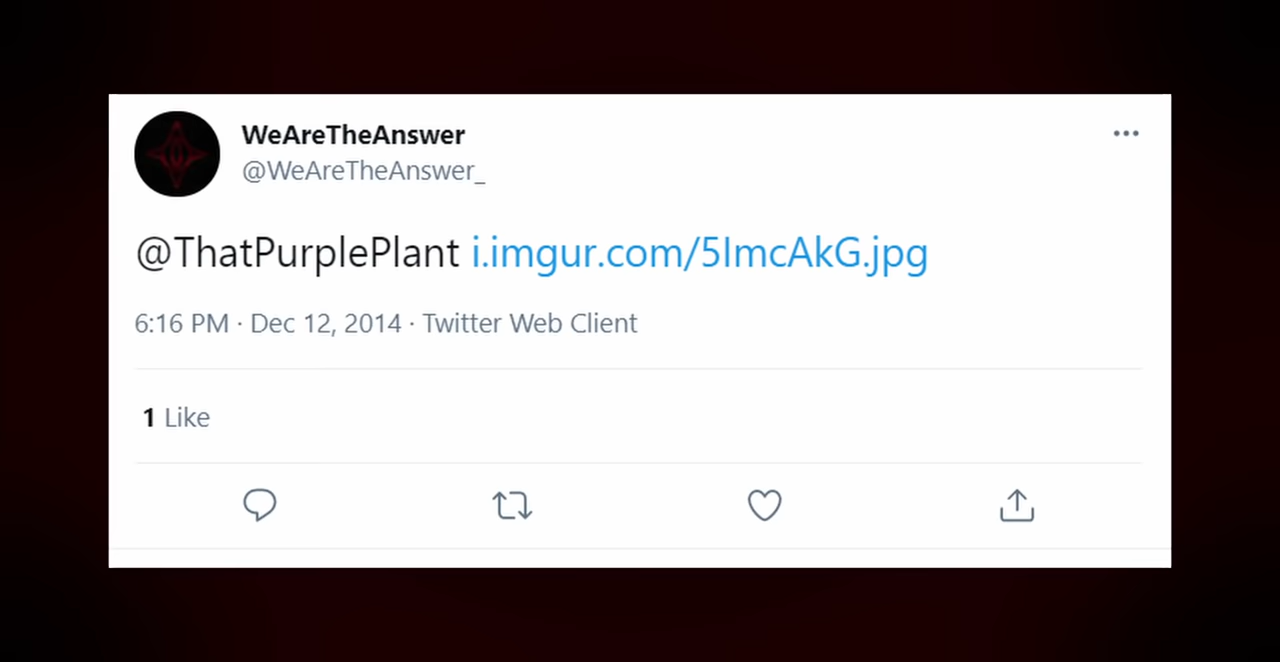 WeAreTheAnswer
@WeAreTheAnswer_
@ThatPurplePlant i.imgur.com/5ImcAkG.jpg
6:16 PM · Dec 12, 2014 · Twitter Web Client
1 Like